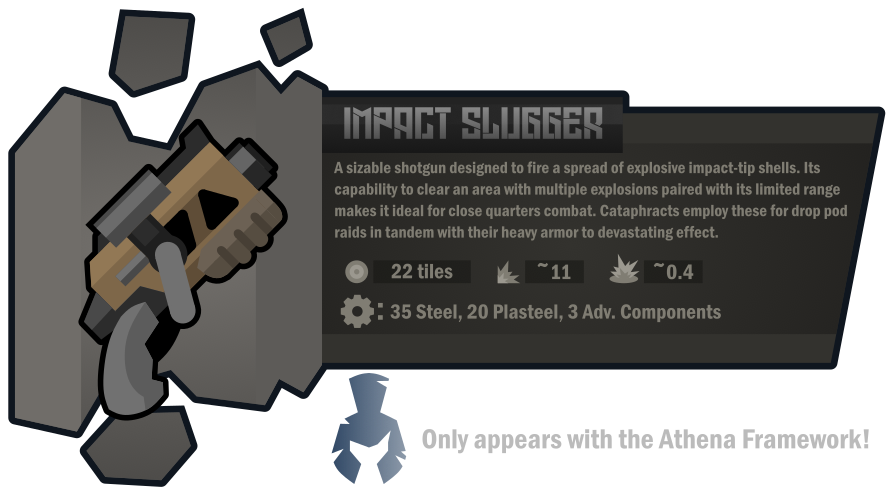 IMPACT SLUGGER
A sizable shotgun designed to fire a spread of explosive impact-tip shells. Its
capability to clear an area with multiple explosions paired with its limited range
makes it ideal for close quarters combat. Cataphracts employ these for drop pod
raids in tandem with their heavy armor to devastating effect.
22 tiles ~11 ~0.4
: 35 Steel, 20 Plasteel, 3 Adv. Components
Only appears with the Athena Framework!